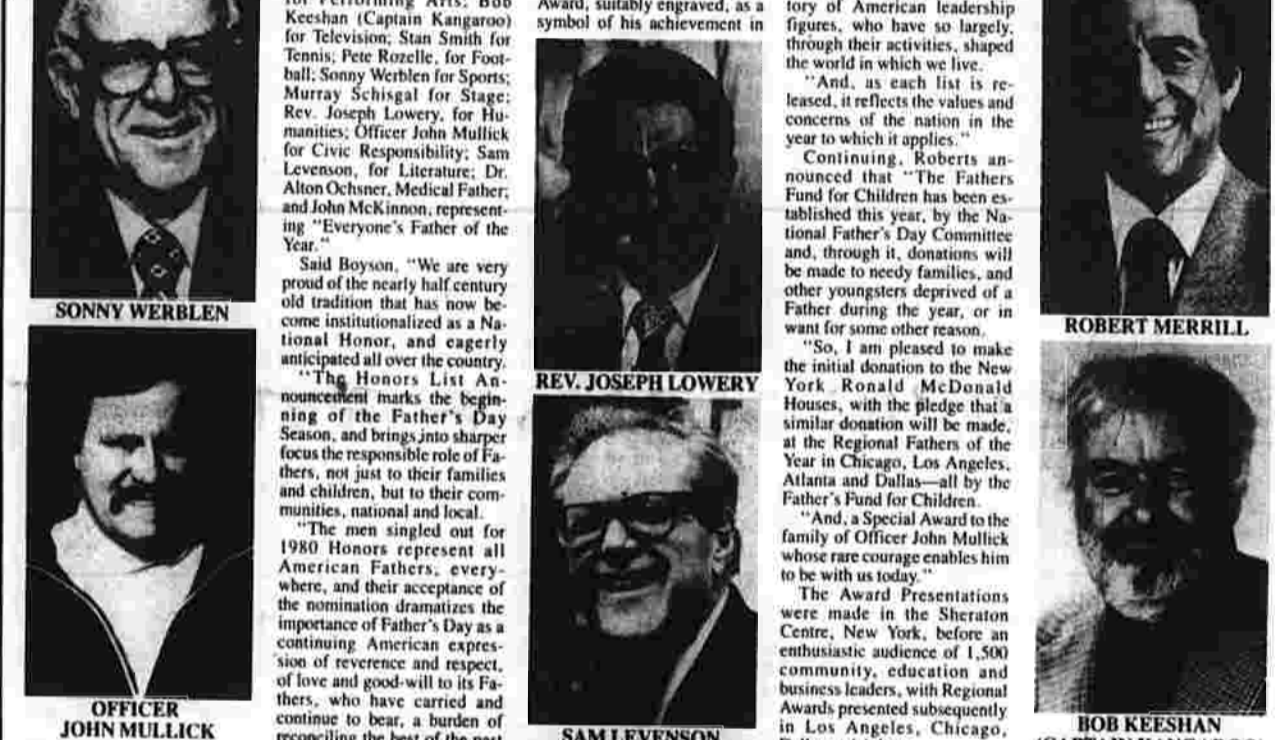 SONNY WERBLEN
OFFICER
JOHN MULLICK
for Performing Arts; Bob
Keeshan (Captain Kangaroo)
for Television; Stan Smith for
Tennis; Pete Rozelle, for Foot-
ball; Sonny Werblen for Sports;
Murray Schisgal for Stage;
Rev. Joseph Lowery, for Hu-
manities; Officer John Mullick
for Civic Responsibility; Sam
Levenson, for Literature; Dr.
Alton Ochsner, Medical Father;
and John McKinnon, represent-
ing "Everyone's Father of the
Year."
Said Boyson, "We are very
proud of the nearly half century
old tradition that has now be-
come institutionalized as a Na-
tional Honor, and eagerly
anticipated all over the country.
"The Honors List An-
nouncement marks the begin-
ning of the Father's Day
Season, and brings into sharper
focus the responsible role of Fa-
thers, not just to their families
and children, but to their com-
munities, national and local.
"The men singled out for
1980 Honors represent all
American Fathers, every-
where, and their acceptance of
the nomination dramatizes the
importance of Father's Day as a
continuing American expres-
sion of reverence and respect,
of love and good-will to its Fa-
thers, who have carried and
continue to bear, a burden of
reconciling the best of the past
Award, suitably engraved, as a
symbol of his achievement in
REV. JOSEPH LOWERY
SAM LEVENSON
tory of American leadership
figures, who have so largely,
through their activities, shaped
the world in which we live.
"And, as each list is re-
leased, it reflects the values and
concerns of the nation in the
year to which it applies."
Continuing, Roberts an-
nounced that "The Fathers
Fund for Children has been es-
tablished this year, by the Na-
tional Father's Day Committee
and, through it, donations will
be made to needy families, and
other youngsters deprived of a
Father during the year, or in
want for some other reason.
"So, I am pleased to make
the initial donation to the New
York Ronald McDonald
Houses, with the pledge that a
similar donation will be made,
at the Regional Fathers of the
Year in Chicago, Los Angeles,
Atlanta and Dallas—all by the
Father's Fund for Children.
"And, a Special Award to the
family of Officer John Mullick
whose rare courage enables him
to be with us today."
The Award Presentations
were made in the Sheraton
Centre, New York, before an
enthusiastic audience of 1,500
community, education and
business leaders, with Regional
Awards presented subsequently
in Los Angeles, Chicago,
ROBERT MERRILL
BOB KEESHAN